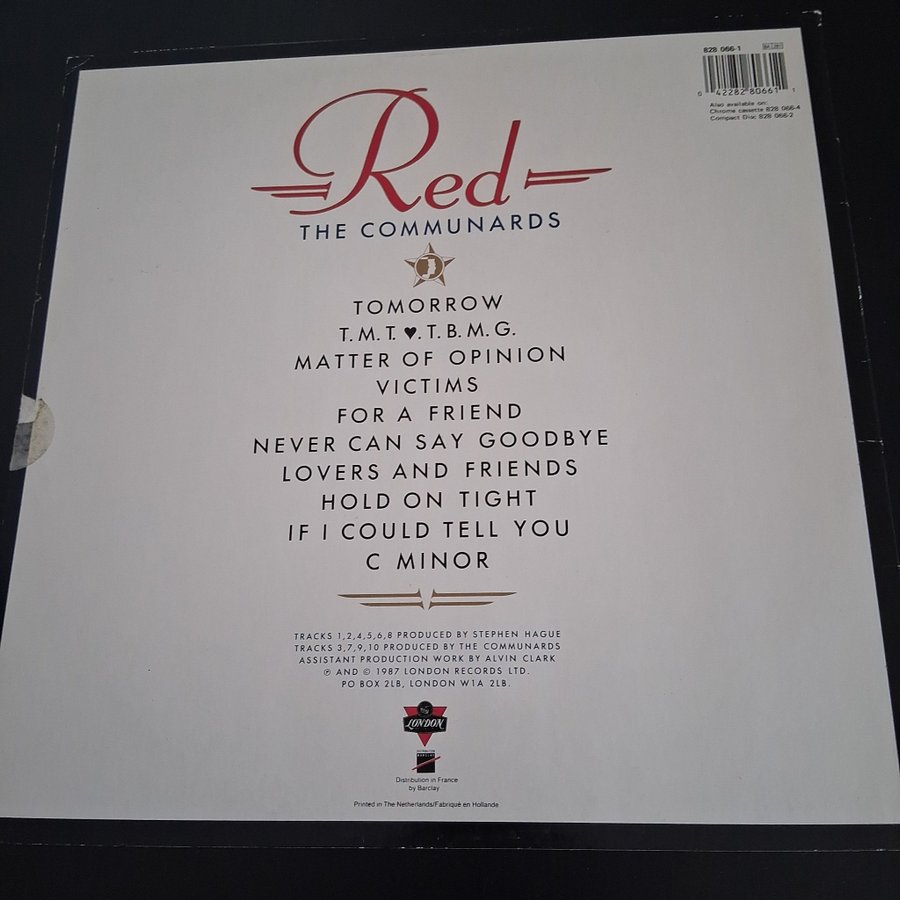 828 066-1
0 42282 80661 1
Also available on:
Chrome cassette 828 066-4
Compact Disc 828 066-2
Red
THE COMMUNARDS
TOMORROW
T.M.T. ♥.T.B.M.G.
MATTER OF OPINION
VICTIMS
FOR A FRIEND
NEVER CAN SAY GOODBYE
LOVERS AND FRIENDS
HOLD ON TIGHT
IF I COULD TELL YOU
C MINOR
TRACKS 1,2,4,5,6,8 PRODUCED BY STEPHEN HAGUE
TRACKS 3,7,9,10 PRODUCED BY THE COMMUNARDS
ASSISTANT PRODUCTION WORK BY ALVIN CLARK
℗ AND © 1987 LONDON RECORDS LTD.
PO BOX 2LB, LONDON W1A 2LB.
LONDON
Distribution in France
by Barclay
Printed in The Netherlands/Fabriqué en Hollande